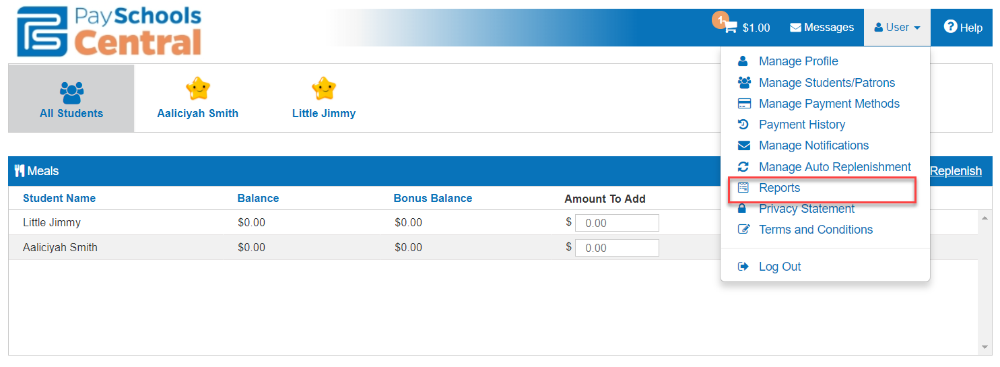 PaySchools
Central
1 $1.00 Messages User Help
Manage Profile
Manage Students/Patrons
Manage Payment Methods
Payment History
Manage Notifications
Manage Auto Replenishment
Reports
Privacy Statement
Terms and Conditions
Log Out
All Students Aaliciyah Smith Little Jimmy
Meals Replenish
Student Name Balance Bonus Balance Amount To Add
Little Jimmy $0.00 $0.00 $ 0.00
Aaliciyah Smith $0.00 $0.00 $ 0.00